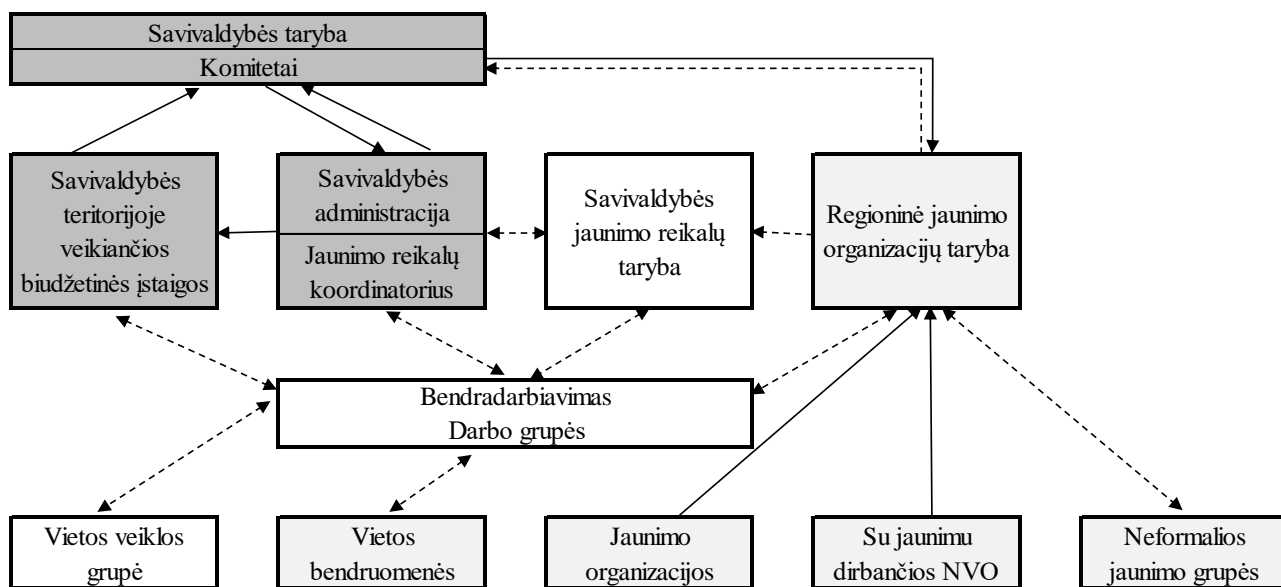 Savivaldybės taryba
Komitetai
Savivaldybės
teritorijoje
veikiančios
biudžetinės įstaigos
Savivaldybės
administracija
Jaunimo reikalų
koordinatorius
Savivaldybės
jaunimo reikalų
taryba
Regioninė jaunimo
organizacijų taryba
Bendradarbiavimas
Darbo grupės
Vietos veiklos
grupė
Vietos
bendruomenės
Jaunimo
organizacijos
Su jaunimu
dirbančios NVO
Neformalios
jaunimo grupės